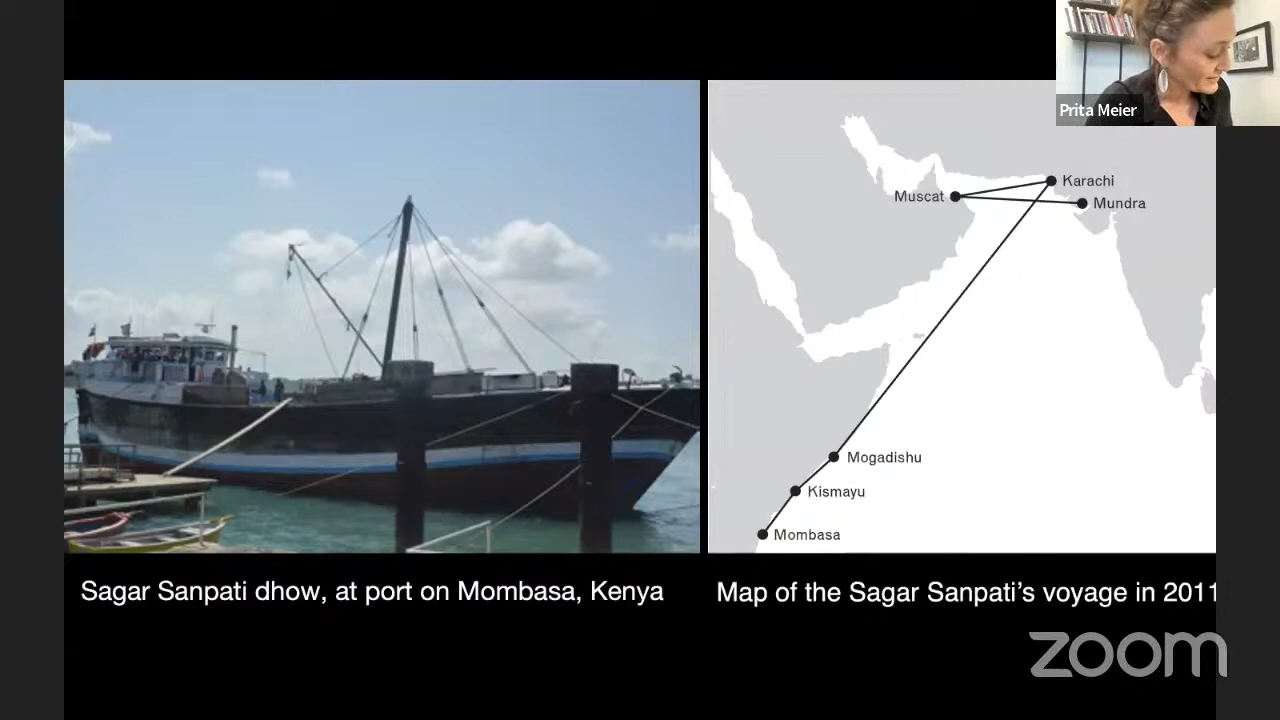 Prita Meier
Karachi
Muscat
Mundra
Mogadishu
Kismayu
Mombasa
Sagar Sanpati dhow, at port on Mombasa, Kenya
Map of the Sagar Sanpati’s voyage in 2011
zoom